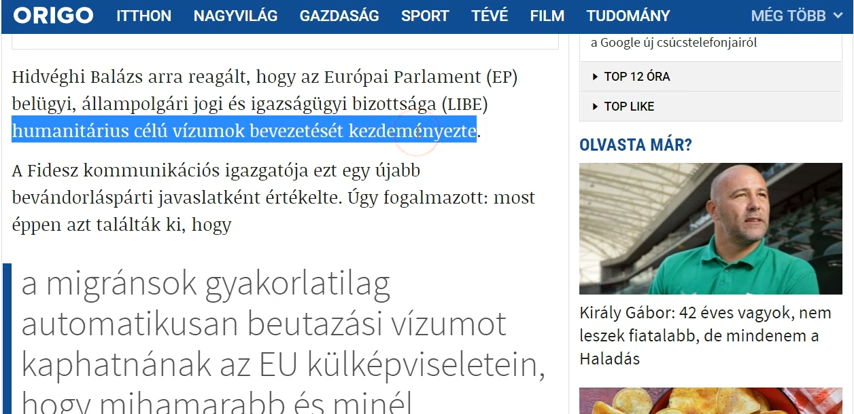 ORIGO ITTHON NAGYVILÁG GAZDASÁG SPORT TÉVÉ FILM TUDOMÁNY MÉG TÖBB
Hidvéghi Balázs arra reagált, hogy az Európai Parlament (EP)
belügyi, állampolgári jogi és igazságügyi bizottsága (LIBE)
humanitárius célú vízumok bevezetését kezdeményezte.
A Fidesz kommunikációs igazgatója ezt egy újabb
bevándorláspárti javaslatként értékelte. Úgy fogalmazott: most
éppen azt találták ki, hogy
a migránsok gyakorlatilag
automatikusan beutazási vízumot
kaphatnának az EU külképviseletein,
hogy mihamarabb és minél
a Google új csúcstelefonjairól
TOP 12 ÓRA
TOP LIKE
OLVASTA MÁR?
Király Gábor: 42 éves vagyok, nem
leszek fiatalabb, de mindenem a
Haladás